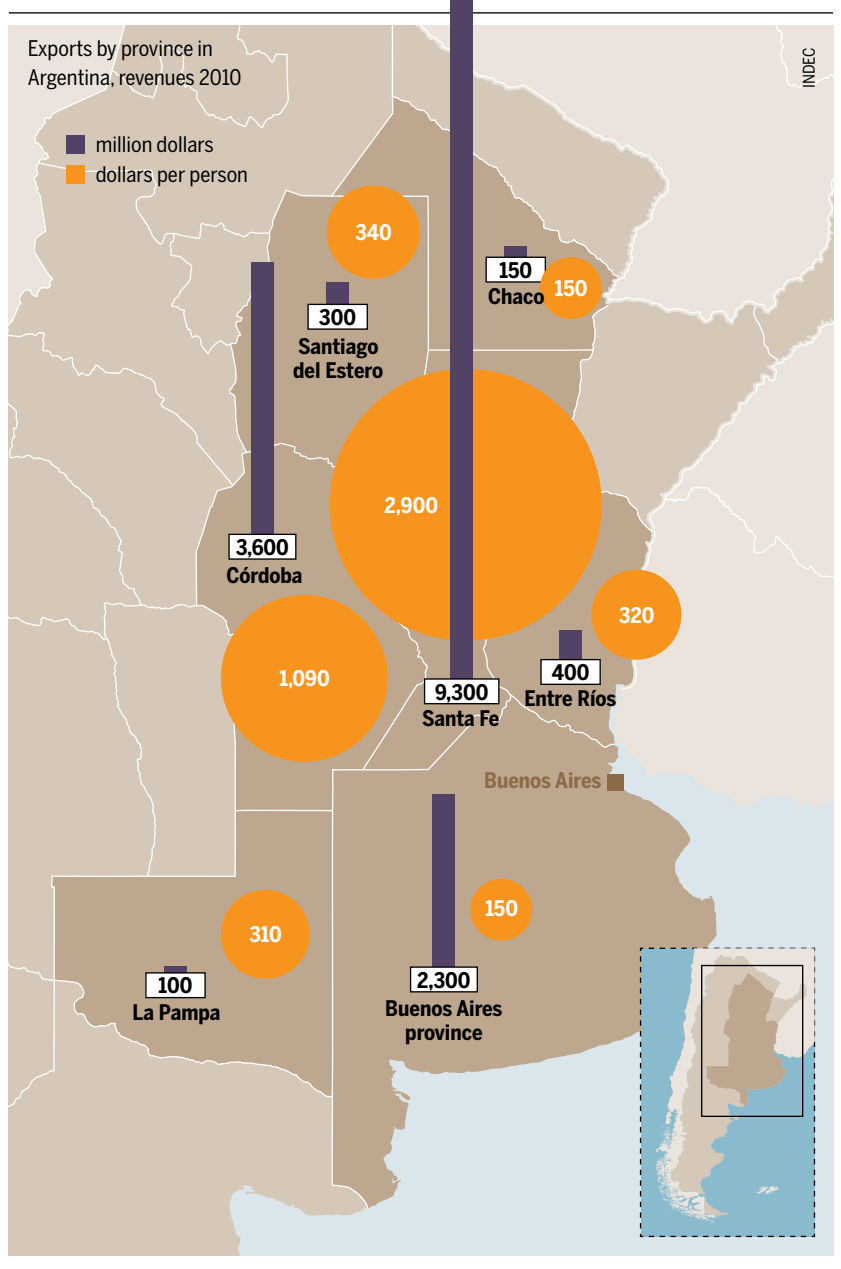 Exports by province in
Argentina, revenues 2010
INDEC
million dollars
dollars per person
340
150
Chaco
150
300
Santiago
del Estero
2,900
3,600
Córdoba
320
400
Entre Ríos
1,090
9,300
Santa Fe
Buenos Aires
150
310
100
La Pampa
2,300
Buenos Aires
province